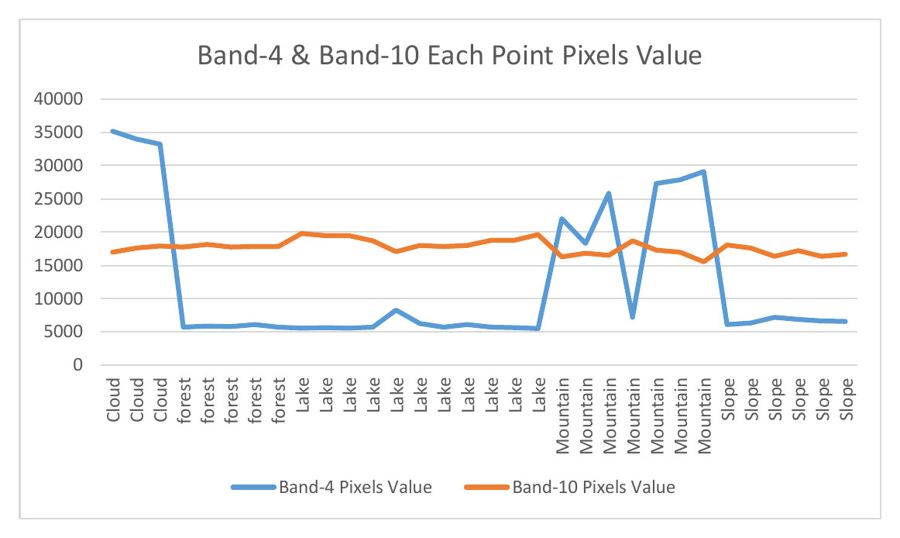 Band-4 & Band-10 Each Point Pixels Value
40000
35000
30000
25000
20000
15000
10000
5000
0
Cloud
Cloud
Cloud
forest
forest
forest
forest
forest
Lake
Lake
Lake
Lake
Lake
Lake
Lake
Lake
Lake
Lake
Lake
Mountain
Mountain
Mountain
Mountain
Mountain
Mountain
Mountain
Slope
Slope
Slope
Slope
Slope
Slope
Band-4 Pixels Value Band-10 Pixels Value